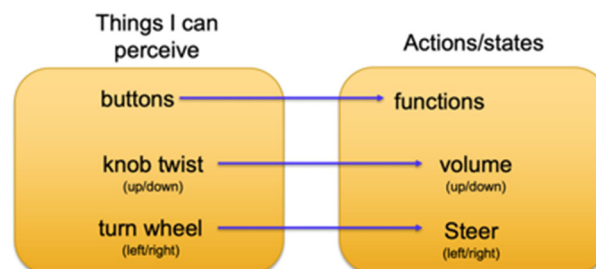 Things I can
perceive
Actions/states
buttons
functions
knob twist
(up/down)
volume
(up/down)
turn wheel
(left/right)
Steer
(left/right)